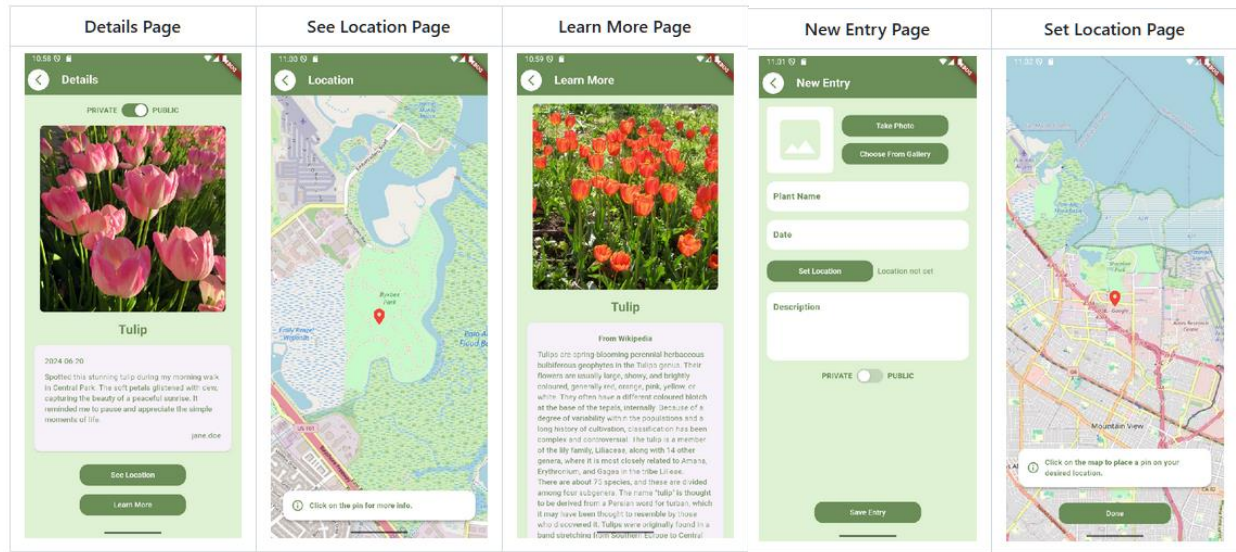 Details Page
See Location Page
Learn More Page
New Entry Page
Set Location Page
10:58
Details
PRIVATE PUBLIC
Tulip
2024-06-20
Spotted this stunning tulip during my morning walk
in Central Park. The soft petals glistened with dew,
capturing the beauty of a peaceful sunrise. It
reminded me to pause and appreciate the simple
moments of life.
jane.doe
See Location
Learn More
11:00
Location
Byxbee
Park
US 101
Click on the pin for more info.
10:59
Learn More
Tulip
From Wikipedia
Tulips are spring-blooming perennial herbaceous
bulbiferous geophytes in the Tulipa genus. Their
flowers are usually large, showy, and brightly
coloured, generally red, orange, pink, yellow, or
white. They often have a different coloured blotch
at the base of the tepals, internally. Because of a
degree of variability within the populations and a
long history of cultivation, classification has been
complex and controversial. The tulip is a member
of the lily family, Liliaceae, along with 14 other
genera, where it is most closely related to Amana,
Erythronium, and Gagea in the tribe Lilieae.
There are about 75 species, and these are divided
among four subgenera. The name "tulip" is thought
to be derived from a Persian word for turban, which
it may have been thought to resemble by those
who discovered it. Tulips were originally found in a
band stretching from Southern Europe to Central
11:01
New Entry
Take Photo
Choose From Gallery
Plant Name
Date
Set Location
Location not set
Description
PRIVATE PUBLIC
Save Entry
11:02
Shoreline
Park
Google
Mountain View
Click on the map to place a pin on your
desired location.
Done